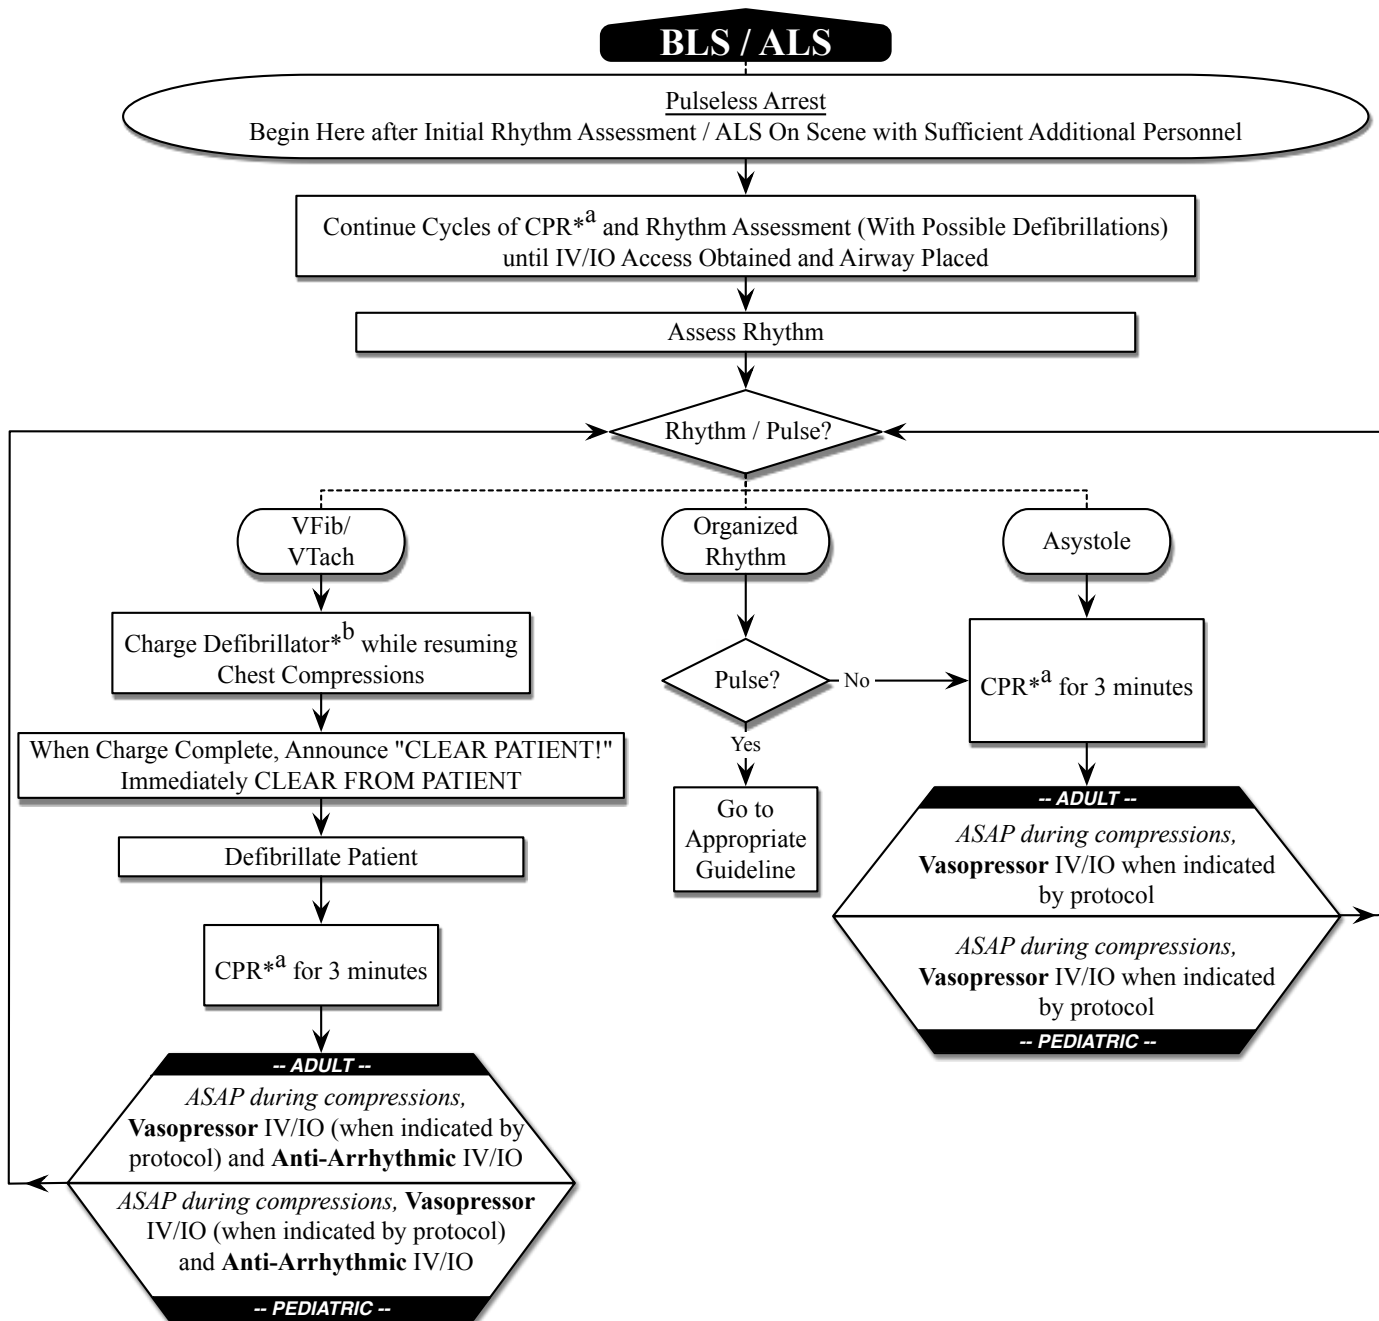 BLS / ALS
Pulseless Arrest
Begin Here after Initial Rhythm Assessment / ALS On Scene with Sufficient Additional Personnel
Continue Cycles of CPR*a and Rhythm Assessment (With Possible Defibrillations)
until IV/IO Access Obtained and Airway Placed
Assess Rhythm
Rhythm / Pulse?
VFib/
VTach
Charge Defibrillator*b while resuming
Chest Compressions
When Charge Complete, Announce "CLEAR PATIENT!"
Immediately CLEAR FROM PATIENT
Defibrillate Patient
CPR*a for 3 minutes
-- ADULT --
ASAP during compressions,
Vasopressor IV/IO (when indicated by
protocol) and Anti-Arrhythmic IV/IO
ASAP during compressions, Vasopressor
IV/IO (when indicated by protocol)
and Anti-Arrhythmic IV/IO
-- PEDIATRIC --
Organized
Rhythm
Pulse?
No
Yes
Go to
Appropriate
Guideline
Asystole
CPR*a for 3 minutes
-- ADULT --
ASAP during compressions,
Vasopressor IV/IO when indicated
by protocol
ASAP during compressions,
Vasopressor IV/IO when indicated
by protocol
-- PEDIATRIC --